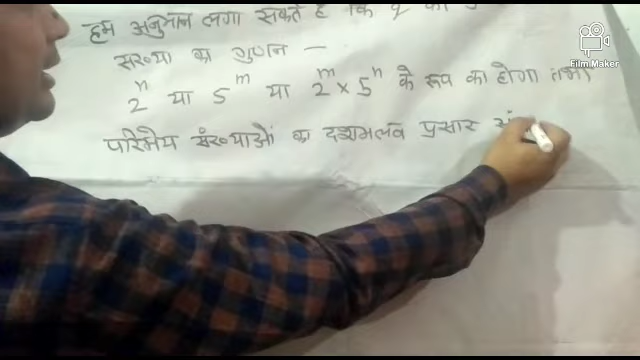 हम अनुमान लगा सकते है कि q का
संख्या का गुणन —
2ⁿ या 5ᵐ या 2ᵐ × 5ⁿ के रूप का होगा तभी
परिमेय संख्याओं का दशमलव प्रसार
Film Maker